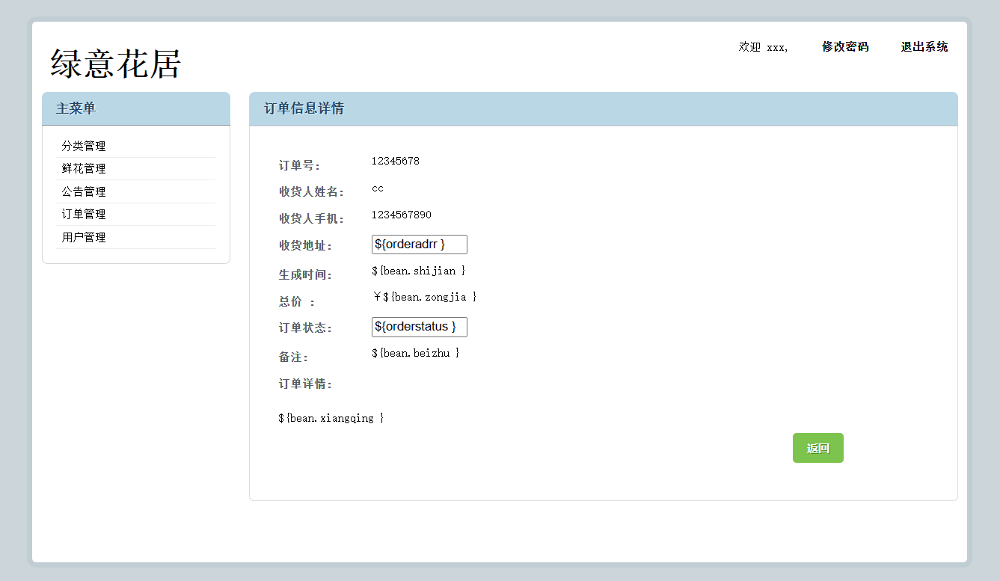 绿意花居
欢迎 xxx,
修改密码
退出系统
主菜单
分类管理
鲜花管理
公告管理
订单管理
用户管理
订单信息详情
订单号: 12345678
收货人姓名: cc
收货人手机: 1234567890
收货地址: ${orderadrr }
生成时间: ${bean.shijian }
总价 : ¥${bean.zongjia }
订单状态: ${orderstatus }
备注: ${bean.beizhu }
订单详情:
${bean.xiangqing }
返回